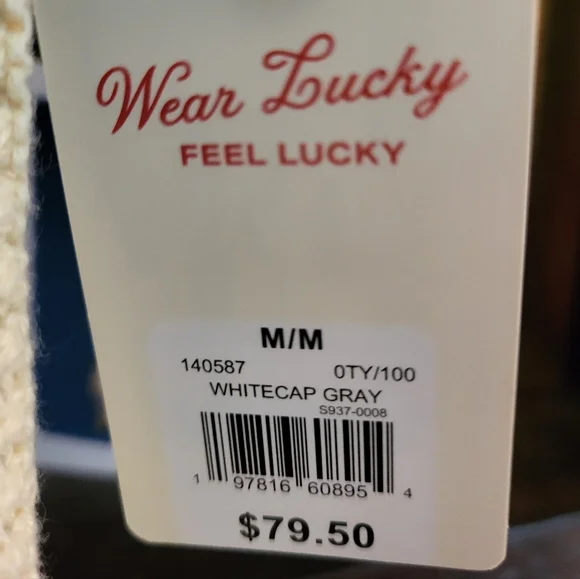 Wear Lucky
FEEL LUCKY
M/M
140587 0TY/100
WHITECAP GRAY
S937-0008
1 97816 60895 4
$79.50